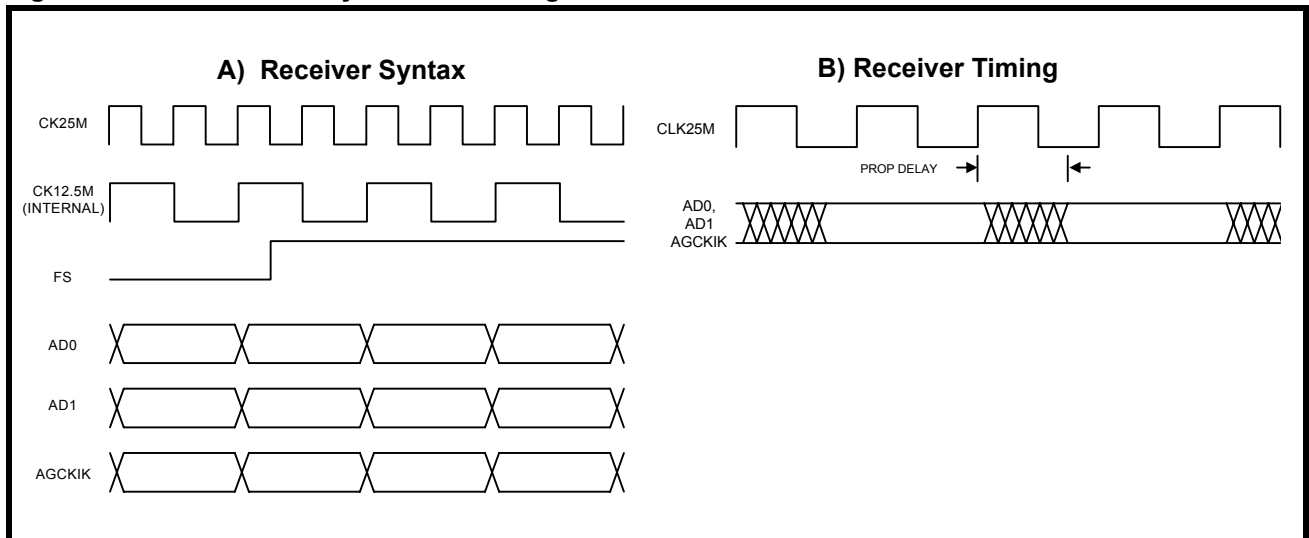 A) Receiver Syntax
CK25M
CK12.5M
(INTERNAL)
FS
AD0
AD1
AGCKIK
B) Receiver Timing
CLK25M
PROP DELAY
AD0,
AD1
AGCKIK